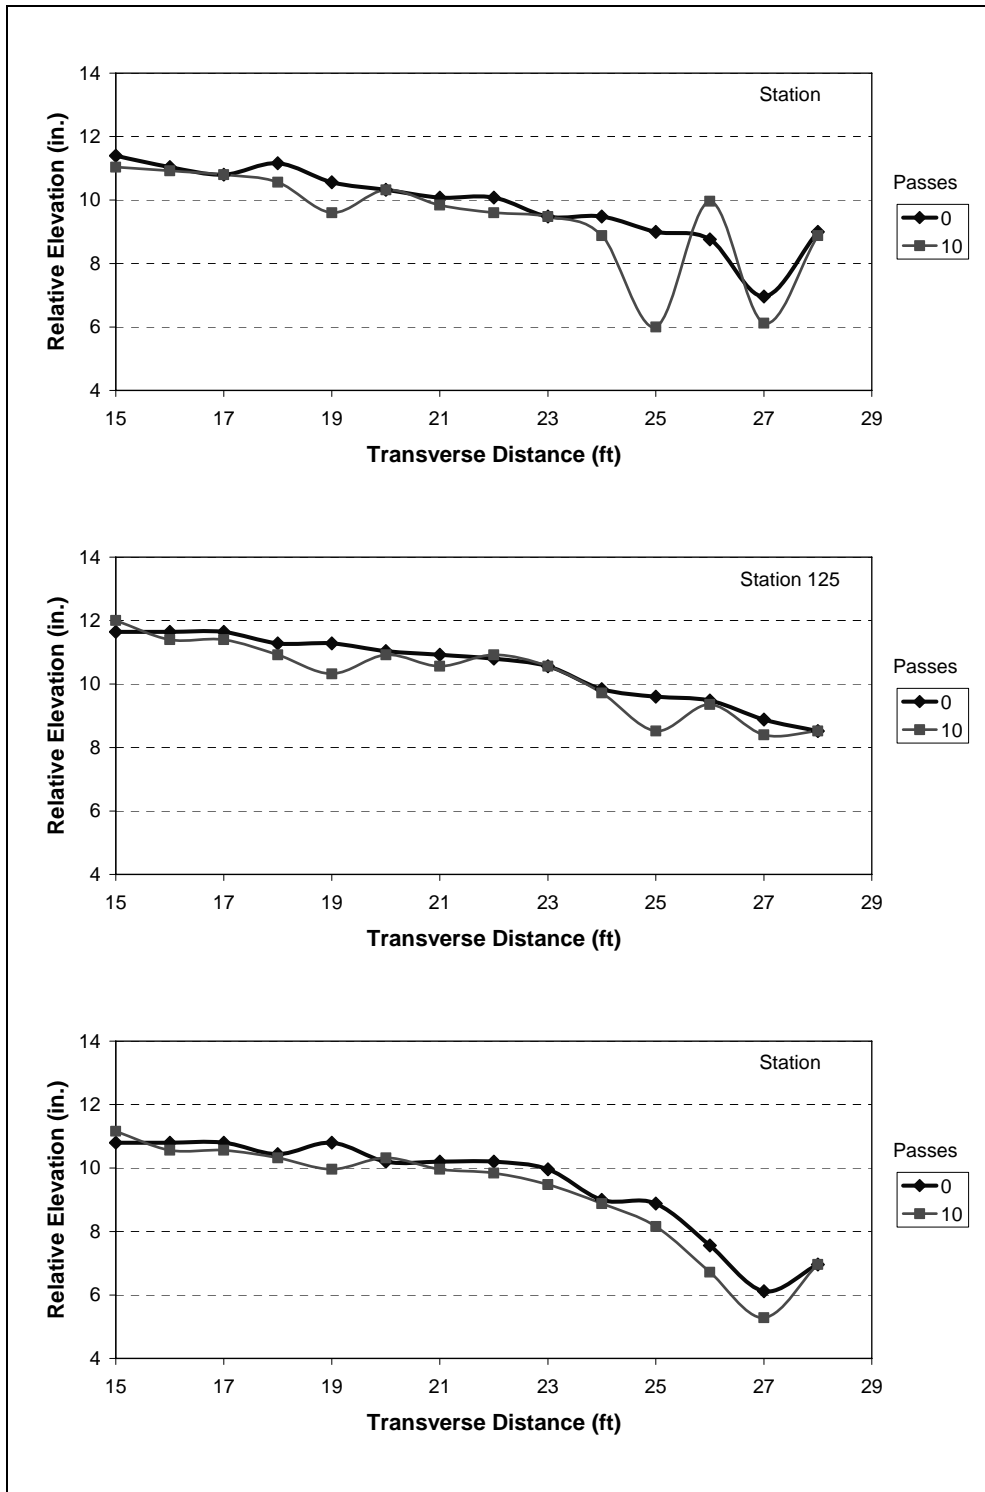 Station
14
12
10
8
6
4
15 17 19 21 23 25 27 29
Relative Elevation (in.)
Transverse Distance (ft)
Passes
0
10
Station 125
14
12
10
8
6
4
15 17 19 21 23 25 27 29
Relative Elevation (in.)
Transverse Distance (ft)
Passes
0
10
Station
14
12
10
8
6
4
15 17 19 21 23 25 27 29
Relative Elevation (in.)
Transverse Distance (ft)
Passes
0
10